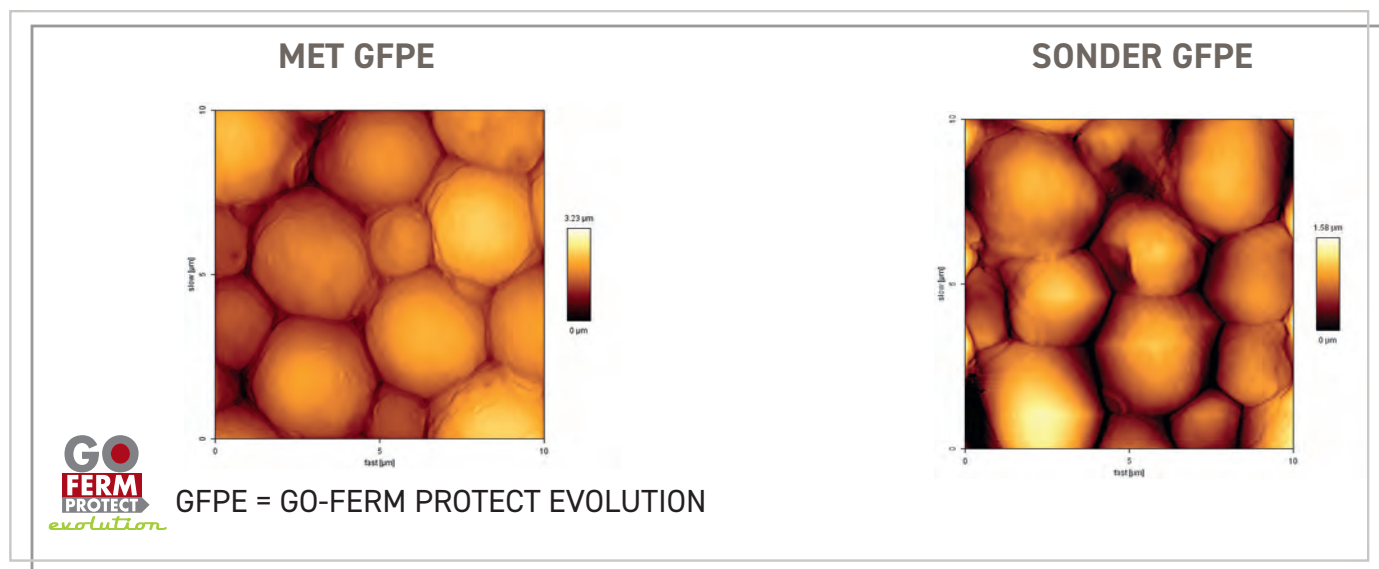 MET GFPE
SONDER GFPE
10
5
0
slow [µm]
0
5
10
fast [µm]
3.23 µm
0 µm
10
5
0
slow [µm]
0
5
10
fast [µm]
1.58 µm
0 µm
GO
FERM
PROTECT
evolution
GFPE = GO-FERM PROTECT EVOLUTION